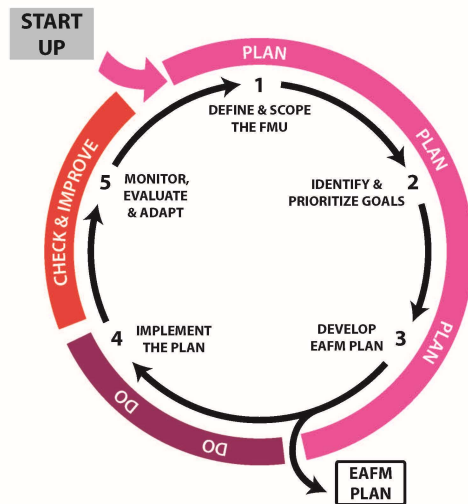 START
UP
PLAN
1
DEFINE & SCOPE
THE FMU
PLAN
2
IDENTIFY &
PRIORITIZE GOALS
PLAN
3
DEVELOP
EAFM PLAN
EAFM
PLAN
DO
DO
4
IMPLEMENT
THE PLAN
CHECK & IMPROVE
5
MONITOR,
EVALUATE
& ADAPT